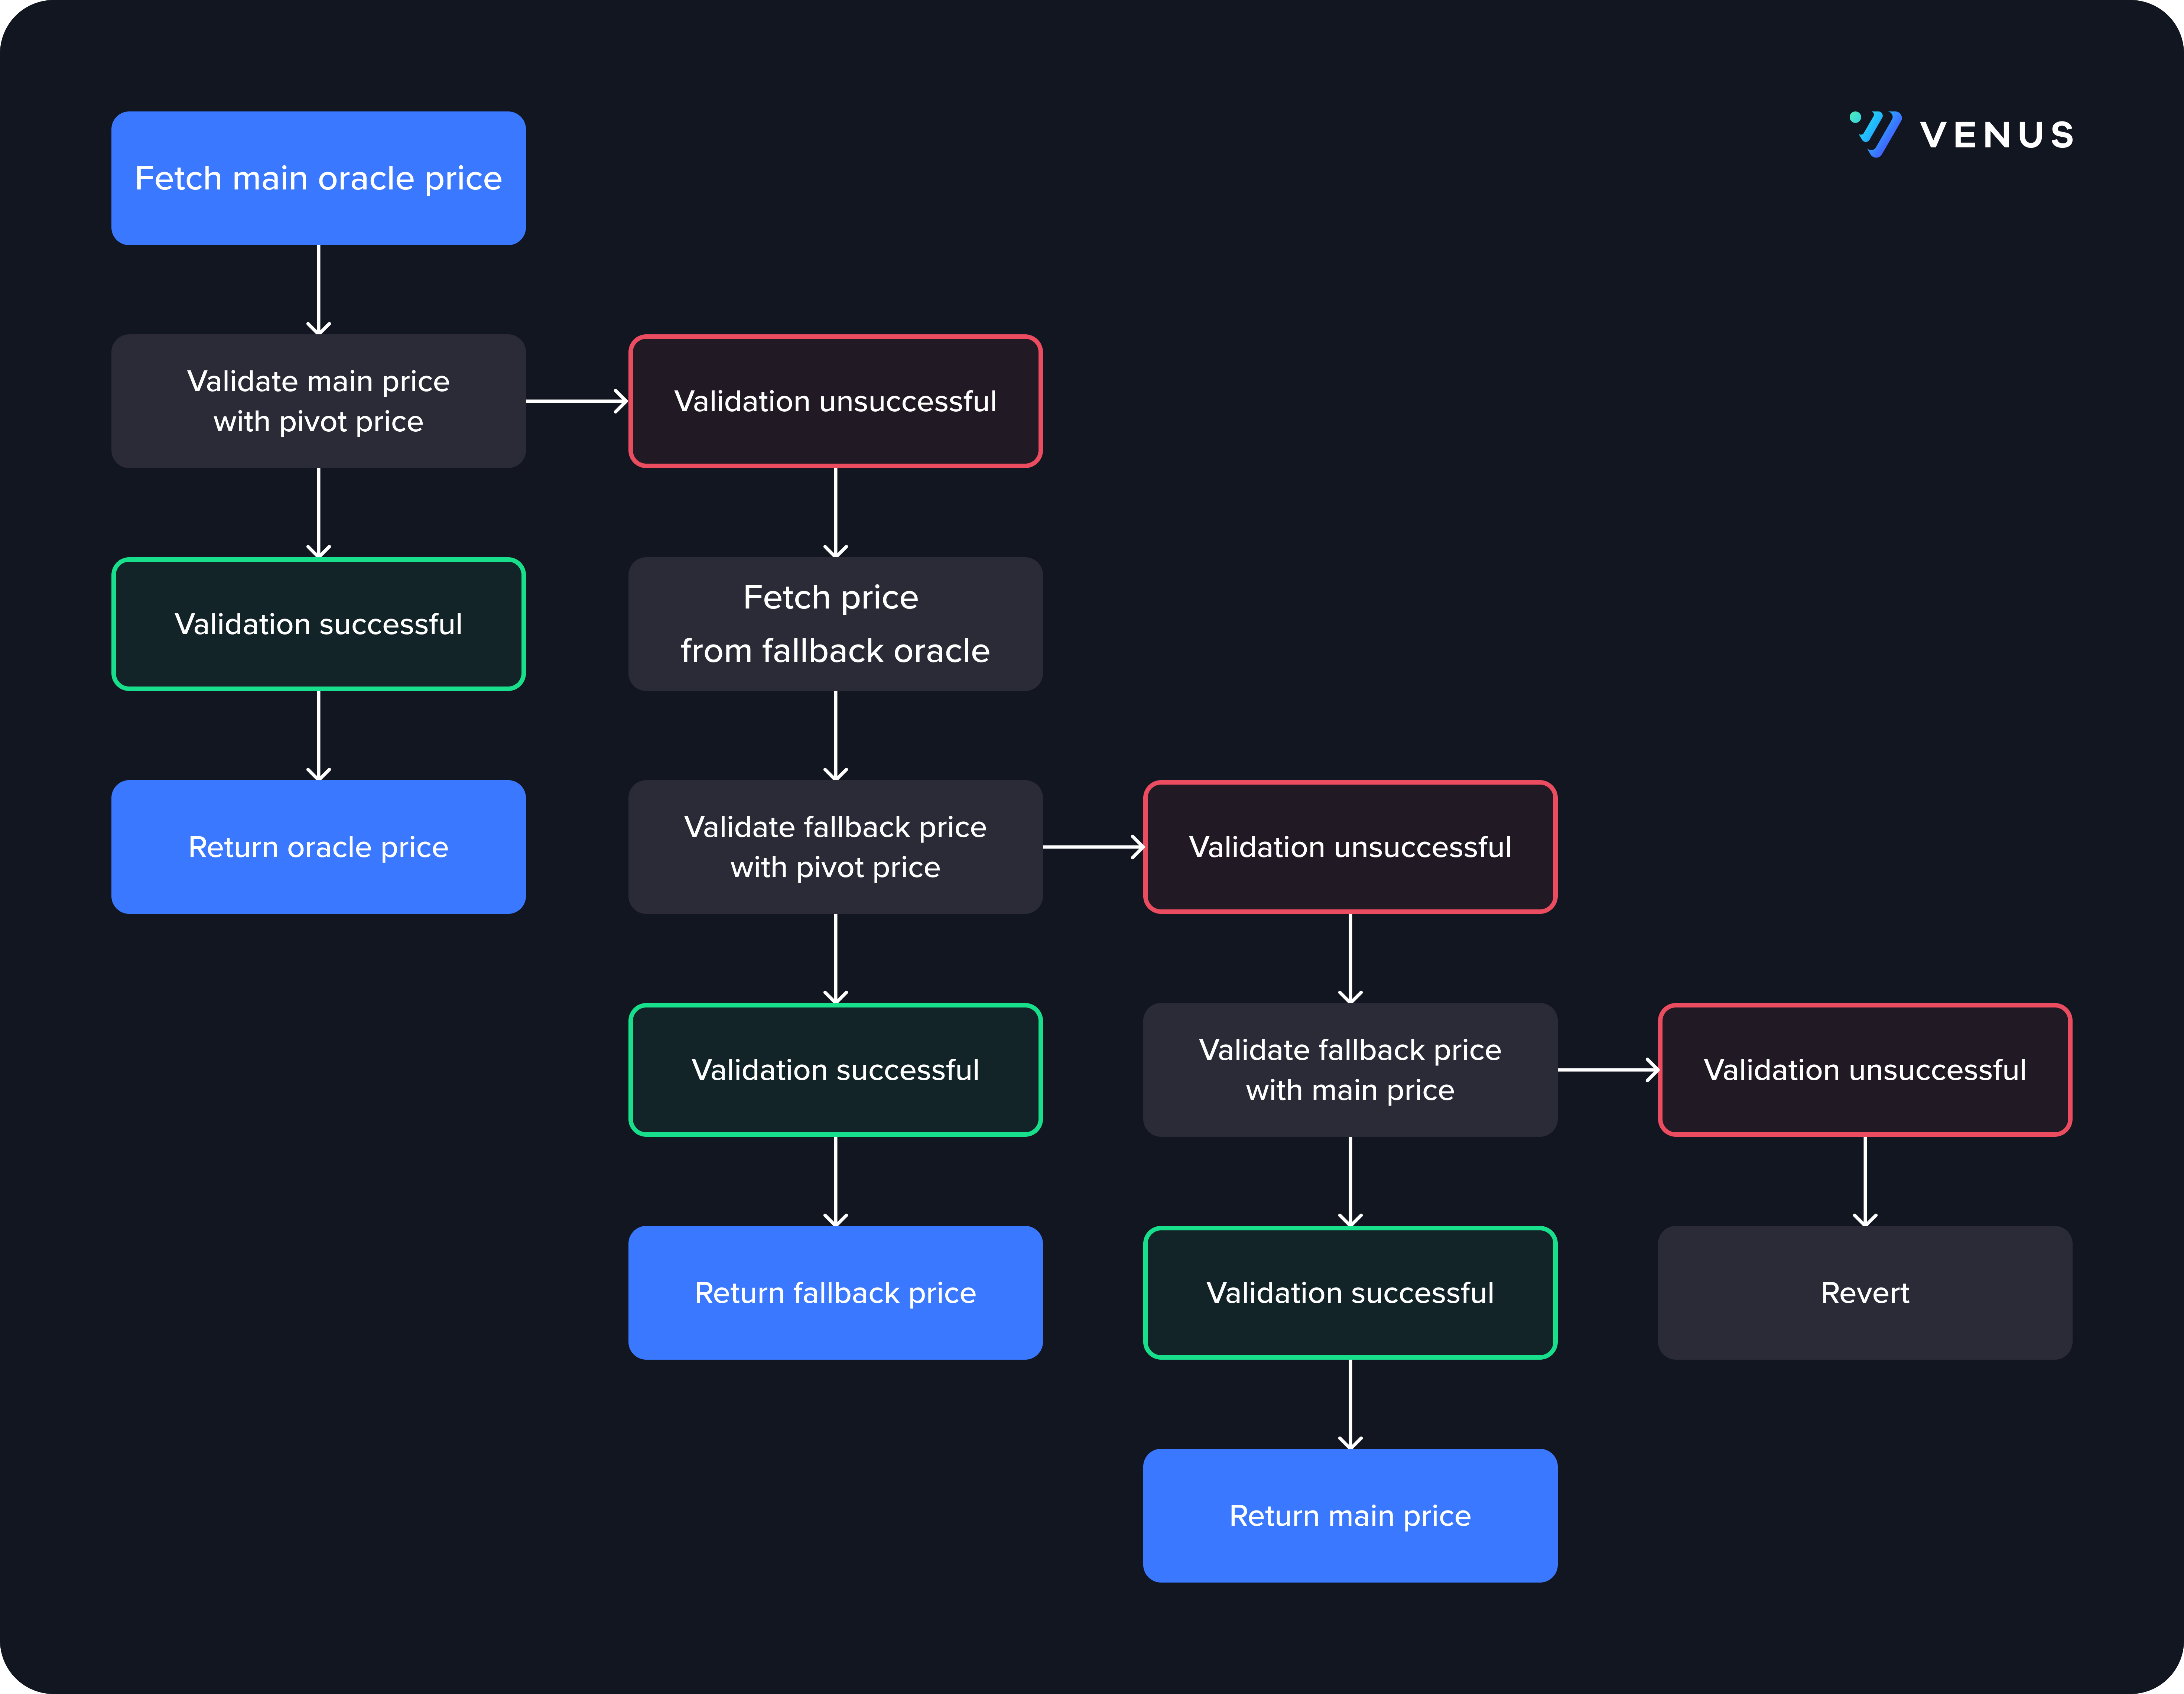 VENUS
Fetch main oracle price
Validate main price
with pivot price
Validation unsuccessful
Validation successful
Fetch price
from fallback oracle
Return oracle price
Validate fallback price
with pivot price
Validation unsuccessful
Validation successful
Validate fallback price
with main price
Validation unsuccessful
Return fallback price
Validation successful
Revert
Return main price